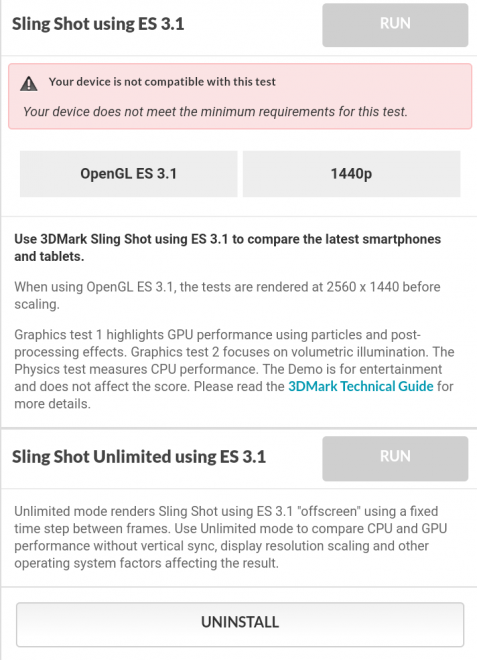 Sling Shot using ES 3.1
RUN
Your device is not compatible with this test
Your device does not meet the minimum requirements for this test.
OpenGL ES 3.1
1440p
Use 3DMark Sling Shot using ES 3.1 to compare the latest smartphones
and tablets.
When using OpenGL ES 3.1, the tests are rendered at 2560 x 1440 before
scaling.
Graphics test 1 highlights GPU performance using particles and post-
processing effects. Graphics test 2 focuses on volumetric illumination. The
Physics test measures CPU performance. The Demo is for entertainment
and does not affect the score. Please read the 3DMark Technical Guide for
more details.
Sling Shot Unlimited using ES 3.1
RUN
Unlimited mode renders Sling Shot using ES 3.1 "offscreen" using a fixed
time step between frames. Use Unlimited mode to compare CPU and GPU
performance without vertical sync, display resolution scaling and other
operating system factors affecting the result.
UNINSTALL